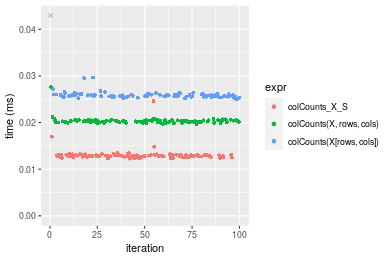 0.04
0.03
0.02
0.01
0.00
time (ms)
0
25
50
75
100
iteration
expr
colCounts_X_S
colCounts(X, rows, cols)
colCounts(X[rows, cols])